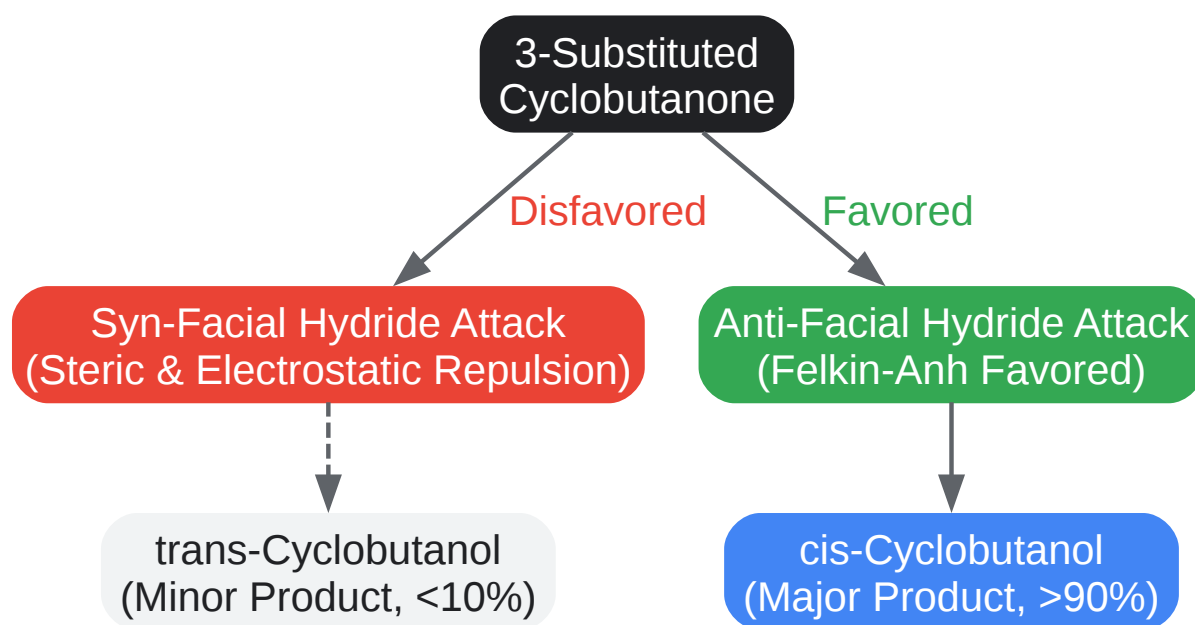 3-Substituted
Cyclobutanone
Disfavored
Favored
Syn-Facial Hydride Attack
(Steric & Electrostatic Repulsion)
Anti-Facial Hydride Attack
(Felkin-Anh Favored)
trans-Cyclobutanol
(Minor Product, <10%)
cis-Cyclobutanol
(Major Product, >90%)